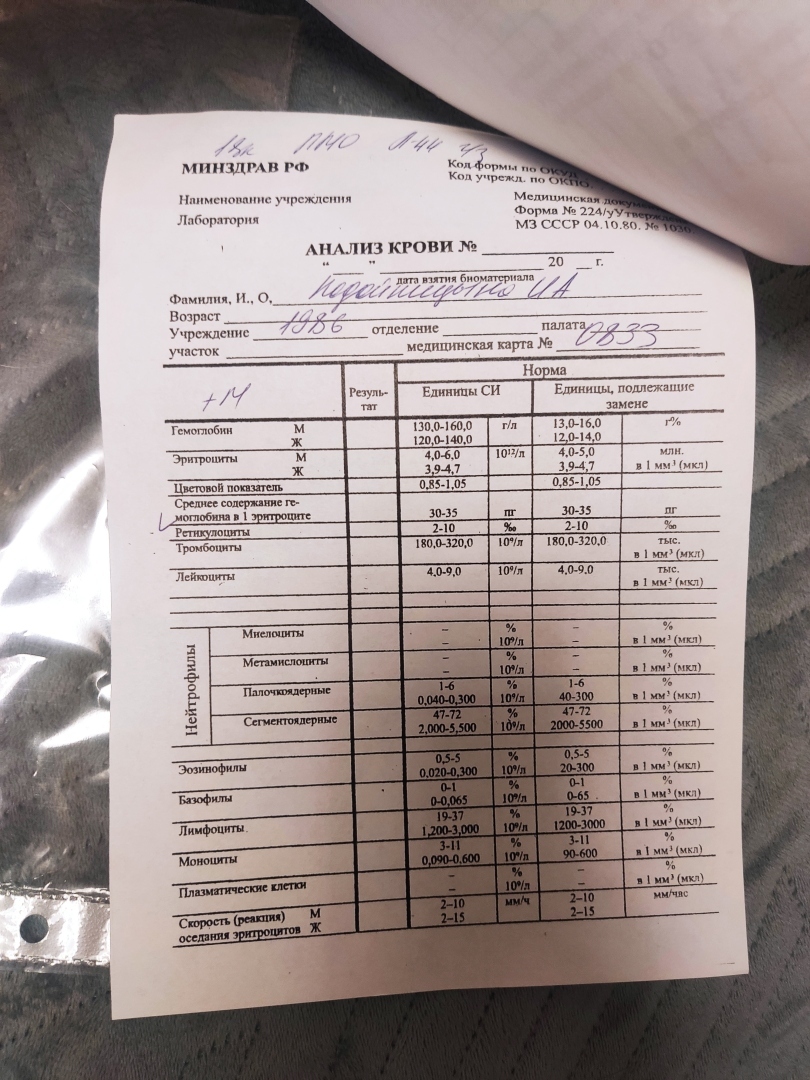 ПМО
МИНЗДРАВ РФ
Код формы по ОКУД
Код учрежд. по ОКПО.
Наименование учреждения
Лаборатория
Медицинская
Форма № 224/уУтвержде
МЗ СССР 04.10.80. № 1030.
АНАЛИЗ КРОВИ №
“ ” 20 г.
дата взятия биоматериала
Фамилия, И., О, ИА
Возраст
Учреждение 1986 отделение палата
участок медицинская карта № 0833
+М
Резуль-
тат
Норма
Единицы СИ
Единицы, подлежащие
замене
Гемоглобин М 130,0-160,0 г/л 13,0-16,0 г%
Ж 120,0-140,0 12,0-14,0
Эритроциты М 4,0-6,0 10¹²/л 4,0-5,0 млн.
Ж 3,9-4,7 3,9-4,7 в 1 мм³ (мкл)
Цветовой показатель 0,85-1,05 0,85-1,05
Среднее содержание ге-
моглобина в 1 эритроците 30-35 пг 30-35 пг
Ретикулоциты 2-10 ‰ 2-10 ‰
Тромбоциты 180,0-320,0 10⁹/л 180,0-320,0 тыс.
в 1 мм³ (мкл)
Лейкоциты 4,0-9,0 10⁹/л 4,0-9,0 тыс.
в 1 мм³ (мкл)
Нейтрофилы
Миелоциты – % – %
– 10⁹/л – в 1 мм³ (мкл)
Метамислоциты – % – %
– 10⁹/л – в 1 мм³ (мкл)
Палочкоядерные 1-6 % 1-6 %
0,040-0,300 10⁹/л 40-300 в 1 мм³ (мкл)
Сегментоядерные 47-72 % 47-72 %
2,000-5,500 10⁹/л 2000-5500 в 1 мм³ (мкл)
Эозинофилы 0,5-5 % 0,5-5 %
0,020-0,300 10⁹/л 20-300 в 1 мм³ (мкл)
Базофилы 0-1 % 0-1 %
0-0,065 10⁹/л 0-65 в 1 мм³ (мкл)
Лимфоциты. 19-37 % 19-37 %
1,200-3,000 10⁹/л 1200-3000 в 1 мм³ (мкл)
Моноциты 3-11 % 3-11 %
0,090-0,600 10⁹/л 90-600 в 1 мм³ (мкл)
Плазматические клетки – % – %
– 10⁹/л – в 1 мм³ (мкл)
Скорость (реакция) М 2–10 мм/ч 2–10 мм/час
оседания эритроцитов Ж 2–15 2–15